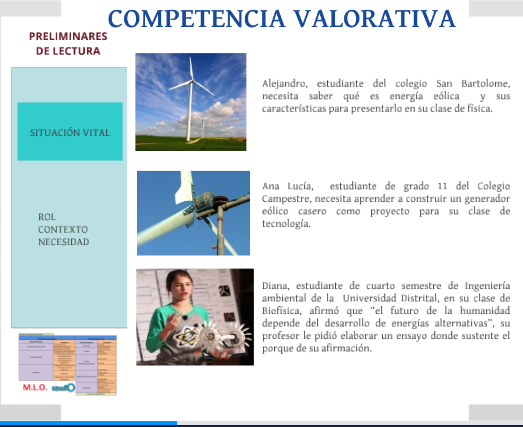 COMPETENCIA VALORATIVA
PRELIMINARES
DE LECTURA
SITUACIÓN VITAL
ROL
CONTEXTO
NECESIDAD
Alejandro, estudiante del colegio San Bartolome,
necesita saber qué es energía eólica y sus
características para presentarlo en su clase de física.
Ana Lucía, estudiante de grado 11 del Colegio
Campestre, necesita aprender a construir un generador
eólico casero como proyecto para su clase de
tecnología.
Diana, estudiante de cuarto semestre de Ingeniería
ambiental de la Universidad Distrital, en su clase de
Biofísica, afirmó que "el futuro de la humanidad
depende del desarrollo de energías alternativas", su
profesor le pidió elaborar un ensayo donde sustente el
porque de su afirmación.
M.L.O.